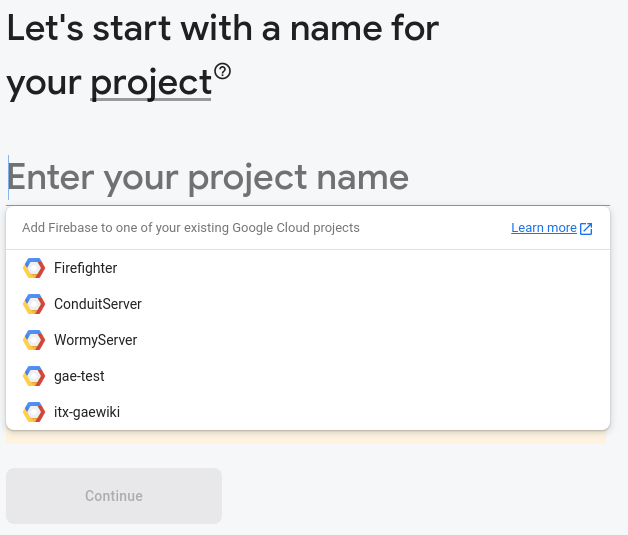 Let's start with a name for
your project
Enter your project name
Add Firebase to one of your existing Google Cloud projects Learn more
Firefighter
ConduitServer
WormyServer
gae-test
itx-gaewiki
Continue